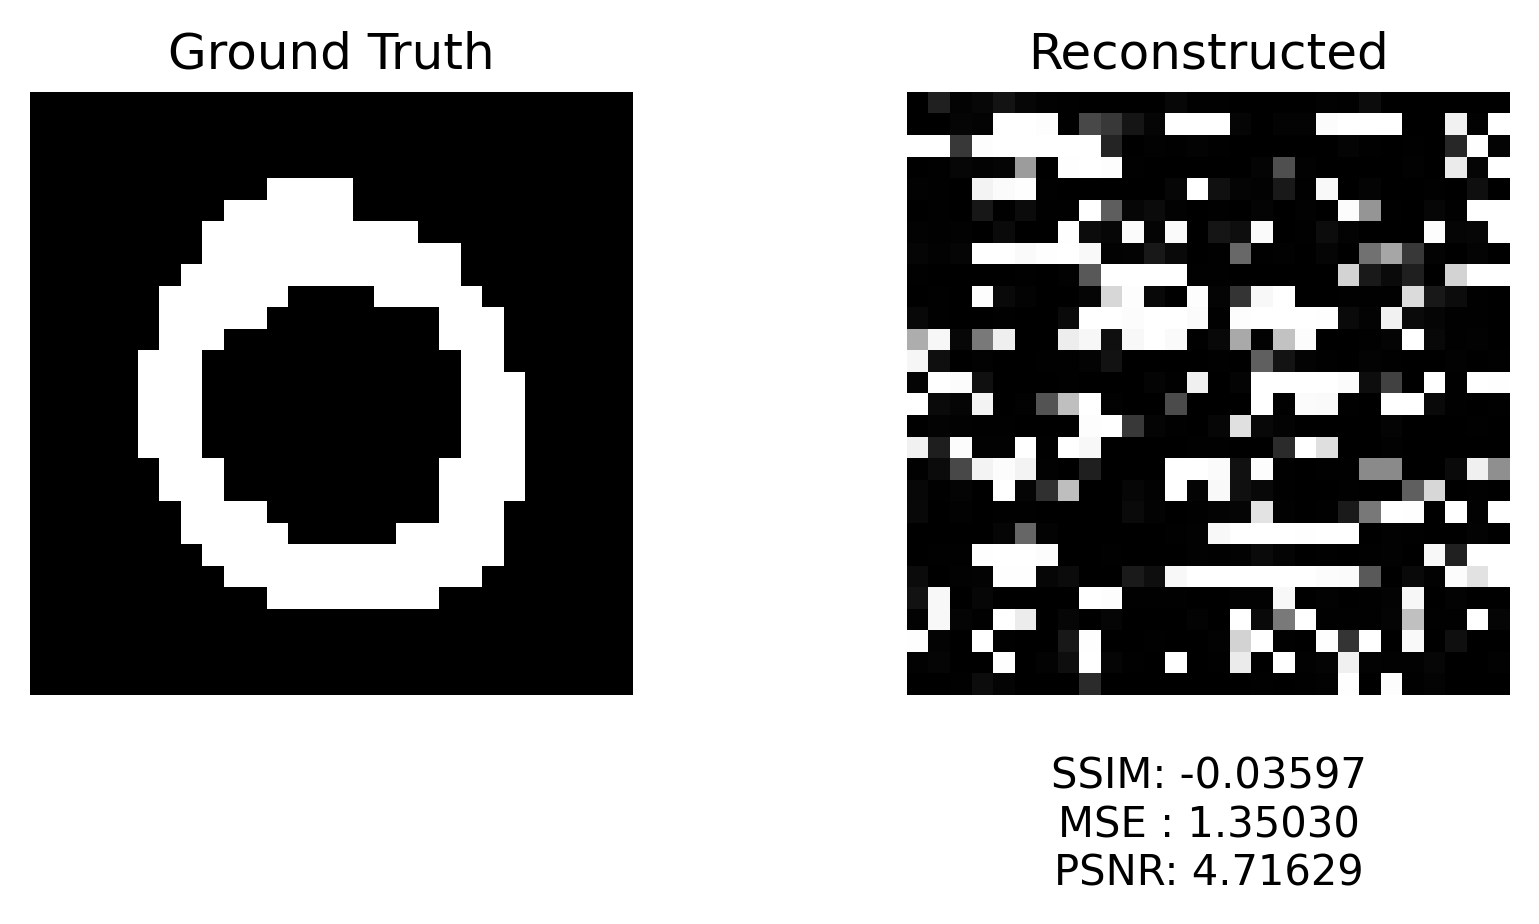 Ground Truth
Reconstructed
SSIM: -0.03597
MSE : 1.35030
PSNR: 4.71629